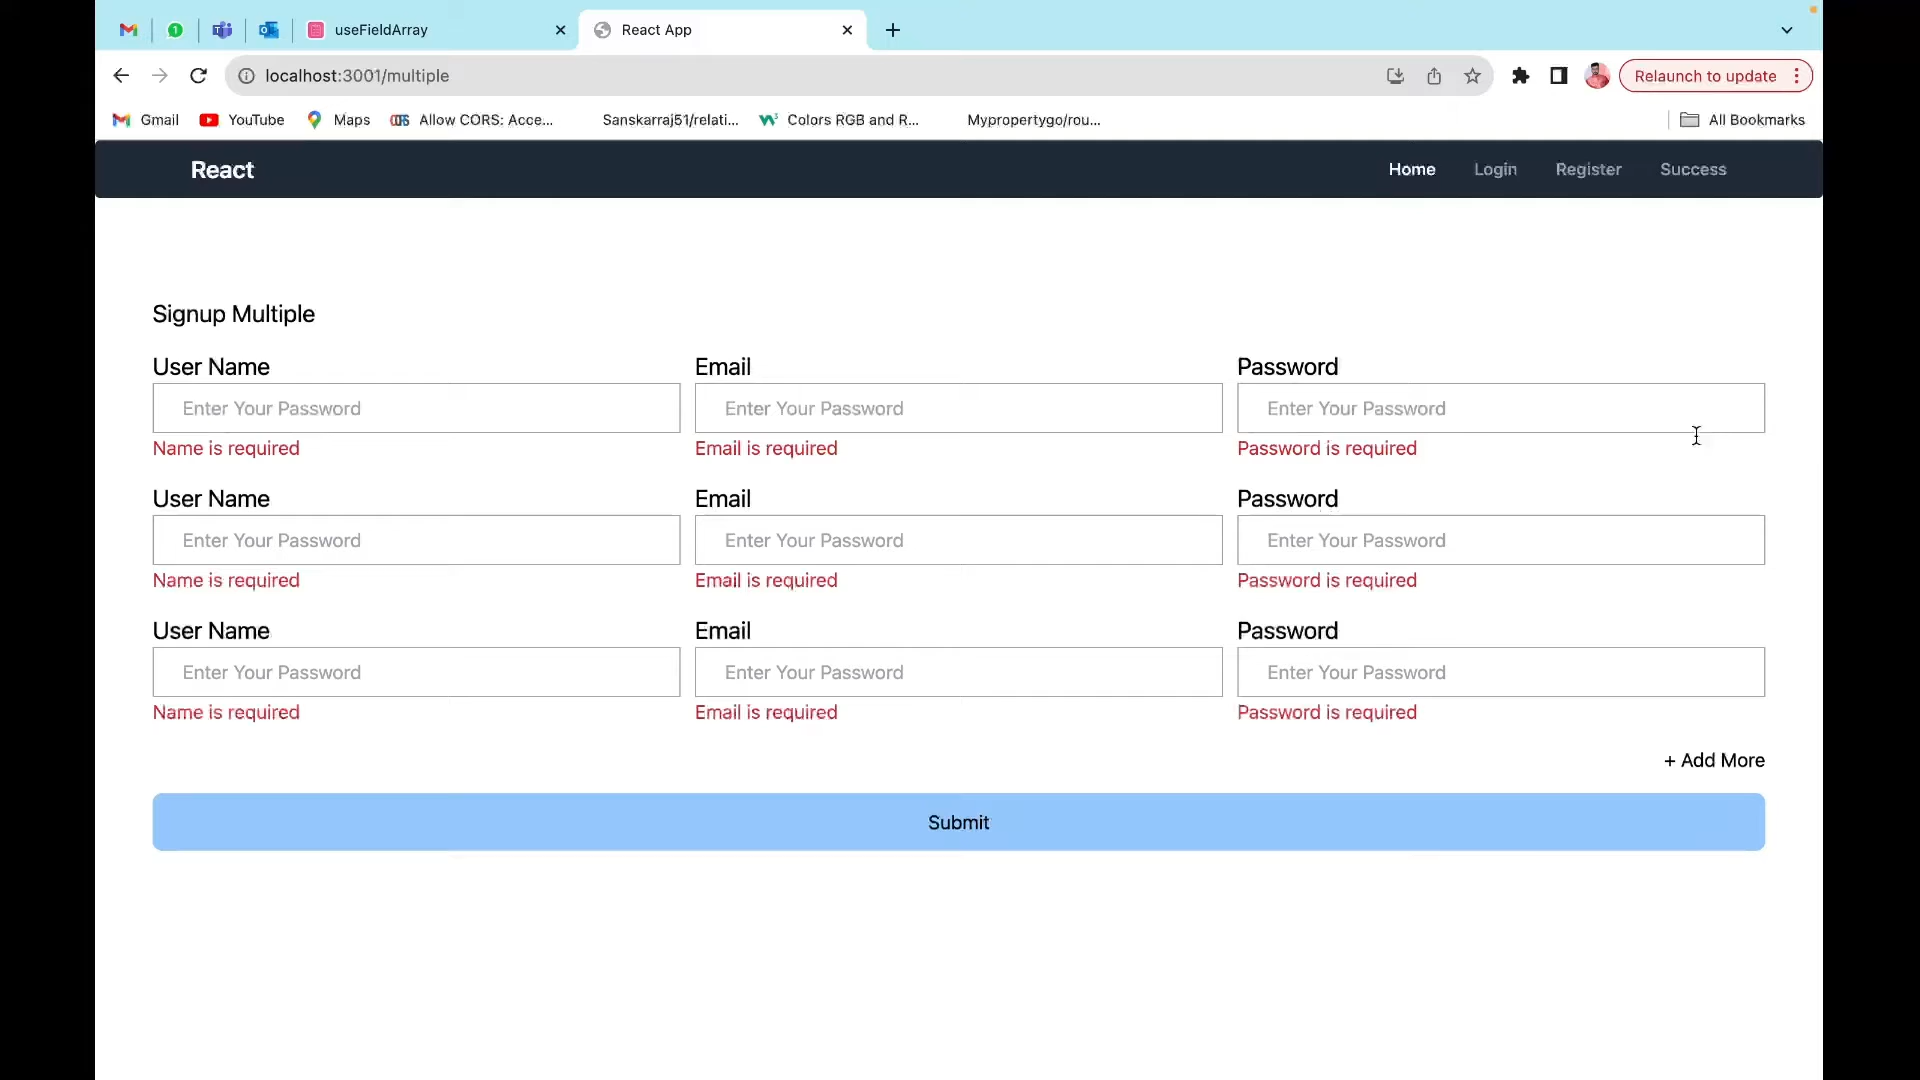 useFieldArray
React App
localhost:3001/multiple
Relaunch to update
Gmail YouTube Maps Allow CORS: Acce... Sanskarraj51/relati... Colors RGB and R... Mypropertygo/rou... All Bookmarks
React Home Login Register Success
Signup Multiple
User Name Email Password
Enter Your Password Enter Your Password Enter Your Password
Name is required Email is required Password is required
User Name Email Password
Enter Your Password Enter Your Password Enter Your Password
Name is required Email is required Password is required
User Name Email Password
Enter Your Password Enter Your Password Enter Your Password
Name is required Email is required Password is required
+ Add More
Submit